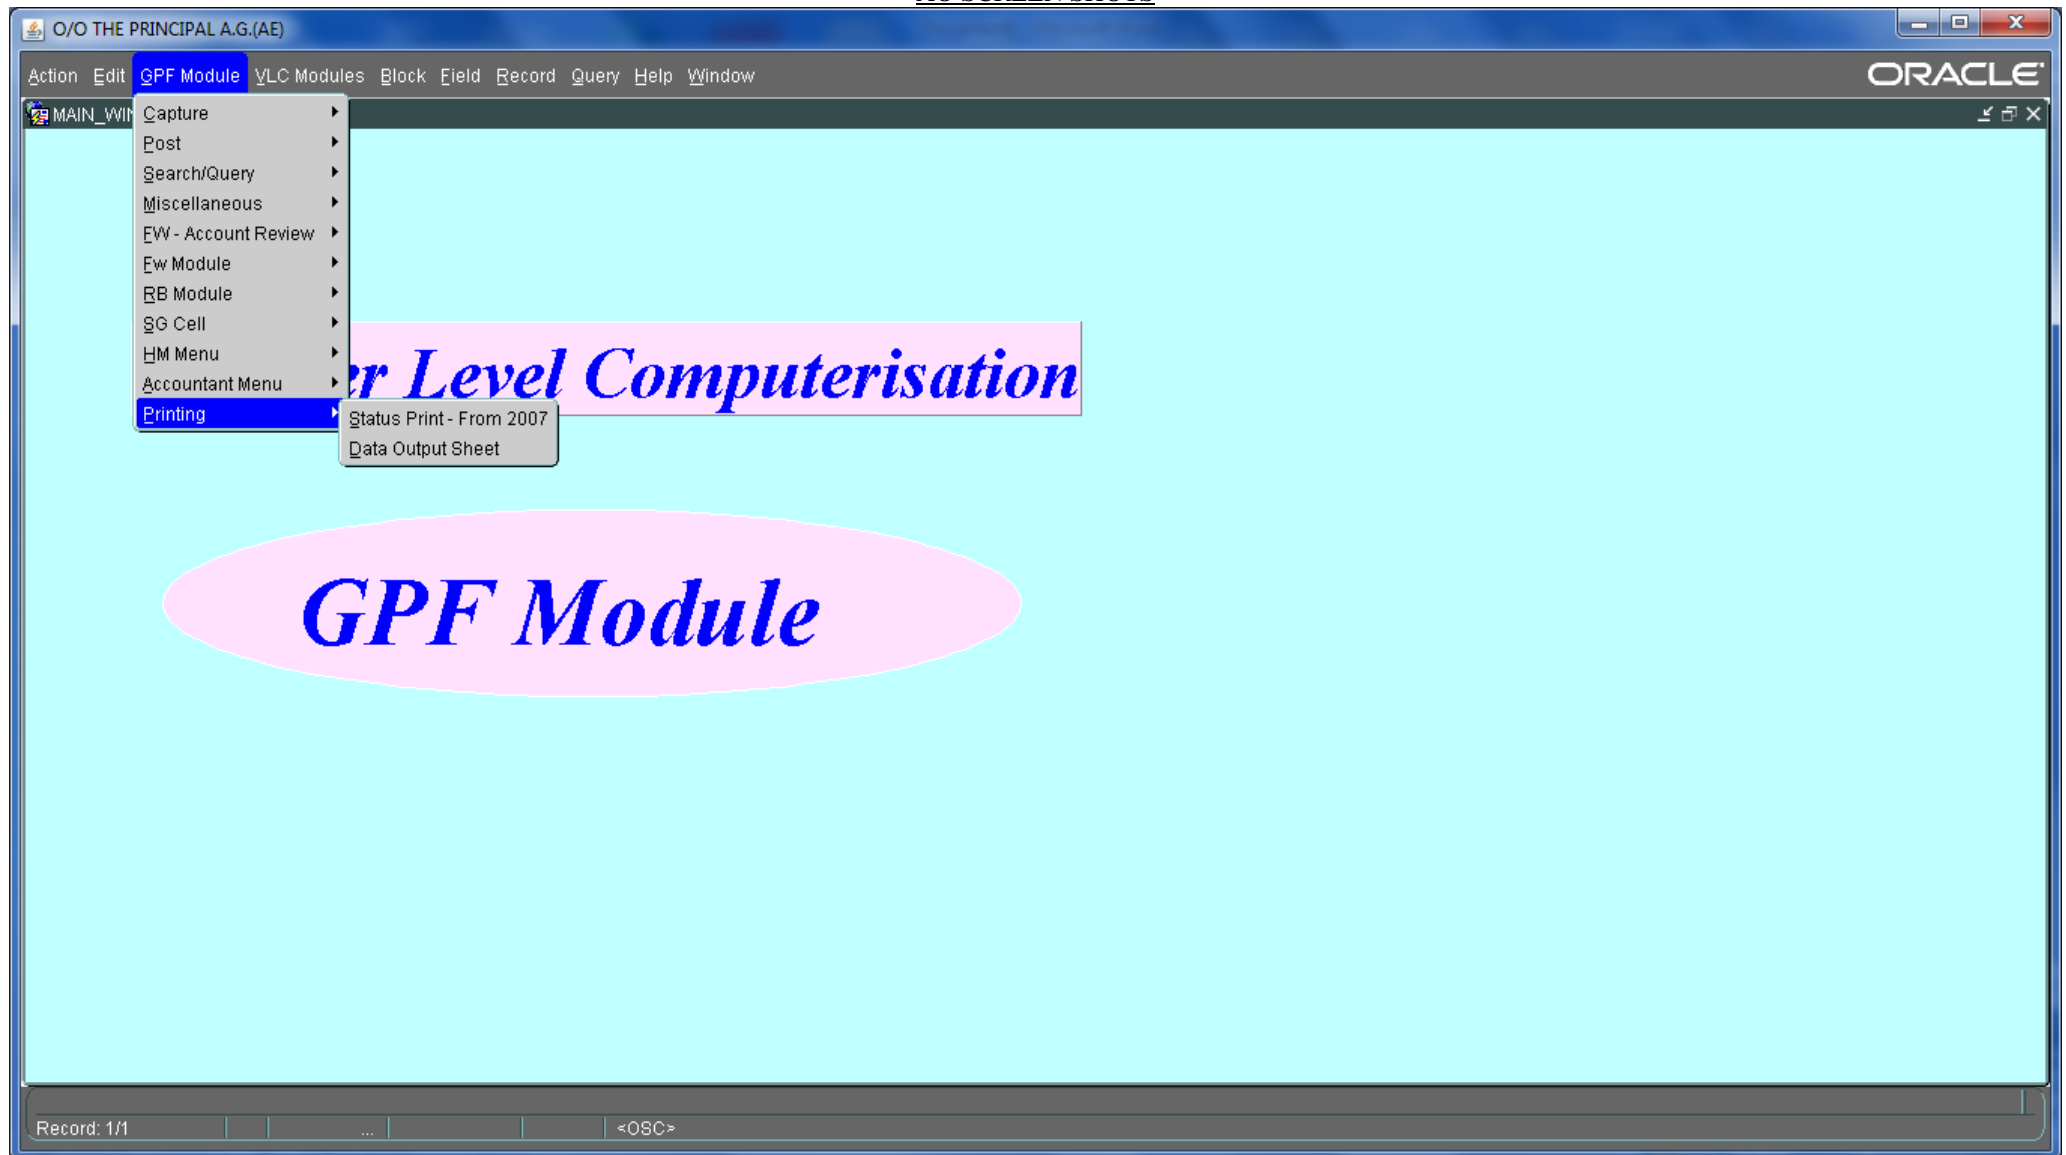 O/O THE PRINCIPAL A.G.(AE)
Action Edit GPF Module VLC Modules Block Field Record Query Help Window
ORACLE
MAIN_WIN
Capture
Post
Search/Query
Miscellaneous
FW - Account Review
Fw Module
RB Module
SG Cell
HM Menu
Accountant Menu
Printing
Status Print - From 2007
Data Output Sheet
er Level Computerisation
GPF Module
Record: 1/1
...
<OSC>